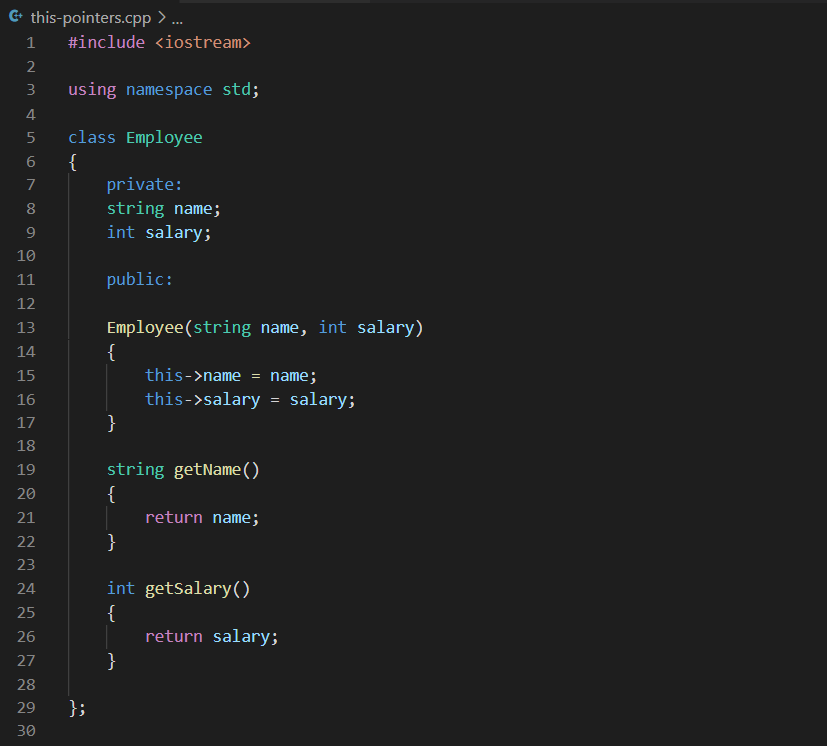 this-pointers.cpp > ...
1 #include <iostream>
2
3 using namespace std;
4
5 class Employee
6 {
7     private:
8     string name;
9     int salary;
10
11     public:
12
13     Employee(string name, int salary)
14     {
15         this->name = name;
16         this->salary = salary;
17     }
18
19     string getName()
20     {
21         return name;
22     }
23
24     int getSalary()
25     {
26         return salary;
27     }
28
29 };
30